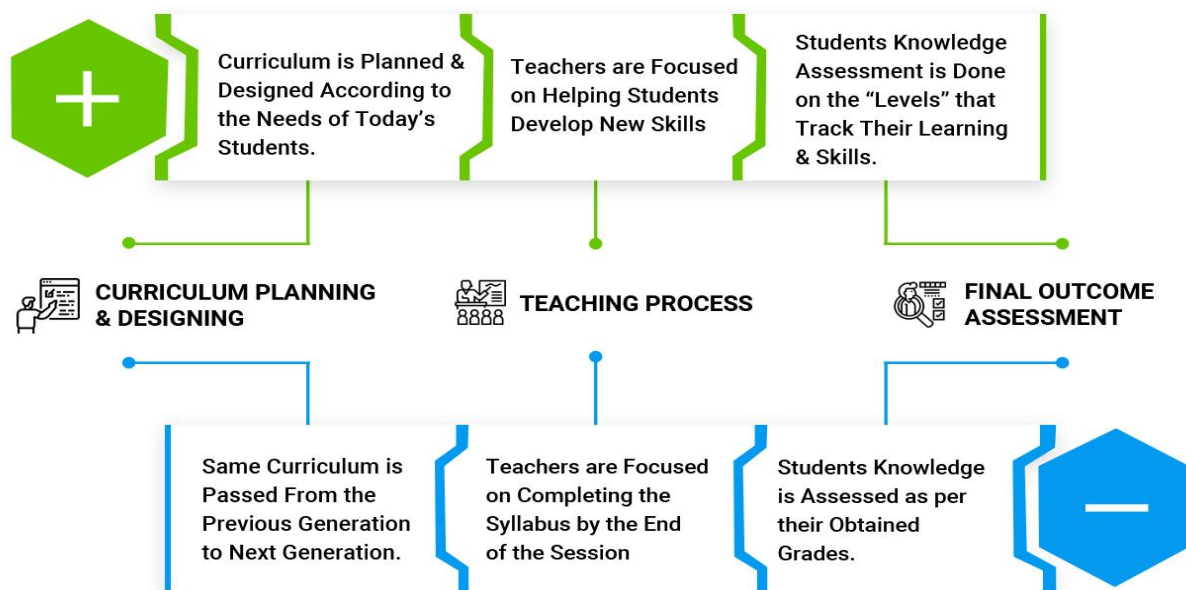 Curriculum is Planned &
Designed According to
the Needs of Today's
Students.
Teachers are Focused
on Helping Students
Develop New Skills
Students Knowledge
Assessment is Done
on the “Levels” that
Track Their Learning
& Skills.
CURRICULUM PLANNING
& DESIGNING
TEACHING PROCESS
FINAL OUTCOME
ASSESSMENT
Same Curriculum is
Passed From the
Previous Generation
to Next Generation.
Teachers are Focused
on Completing the
Syllabus by the End
of the Session
Students Knowledge
is Assessed as per
their Obtained
Grades.